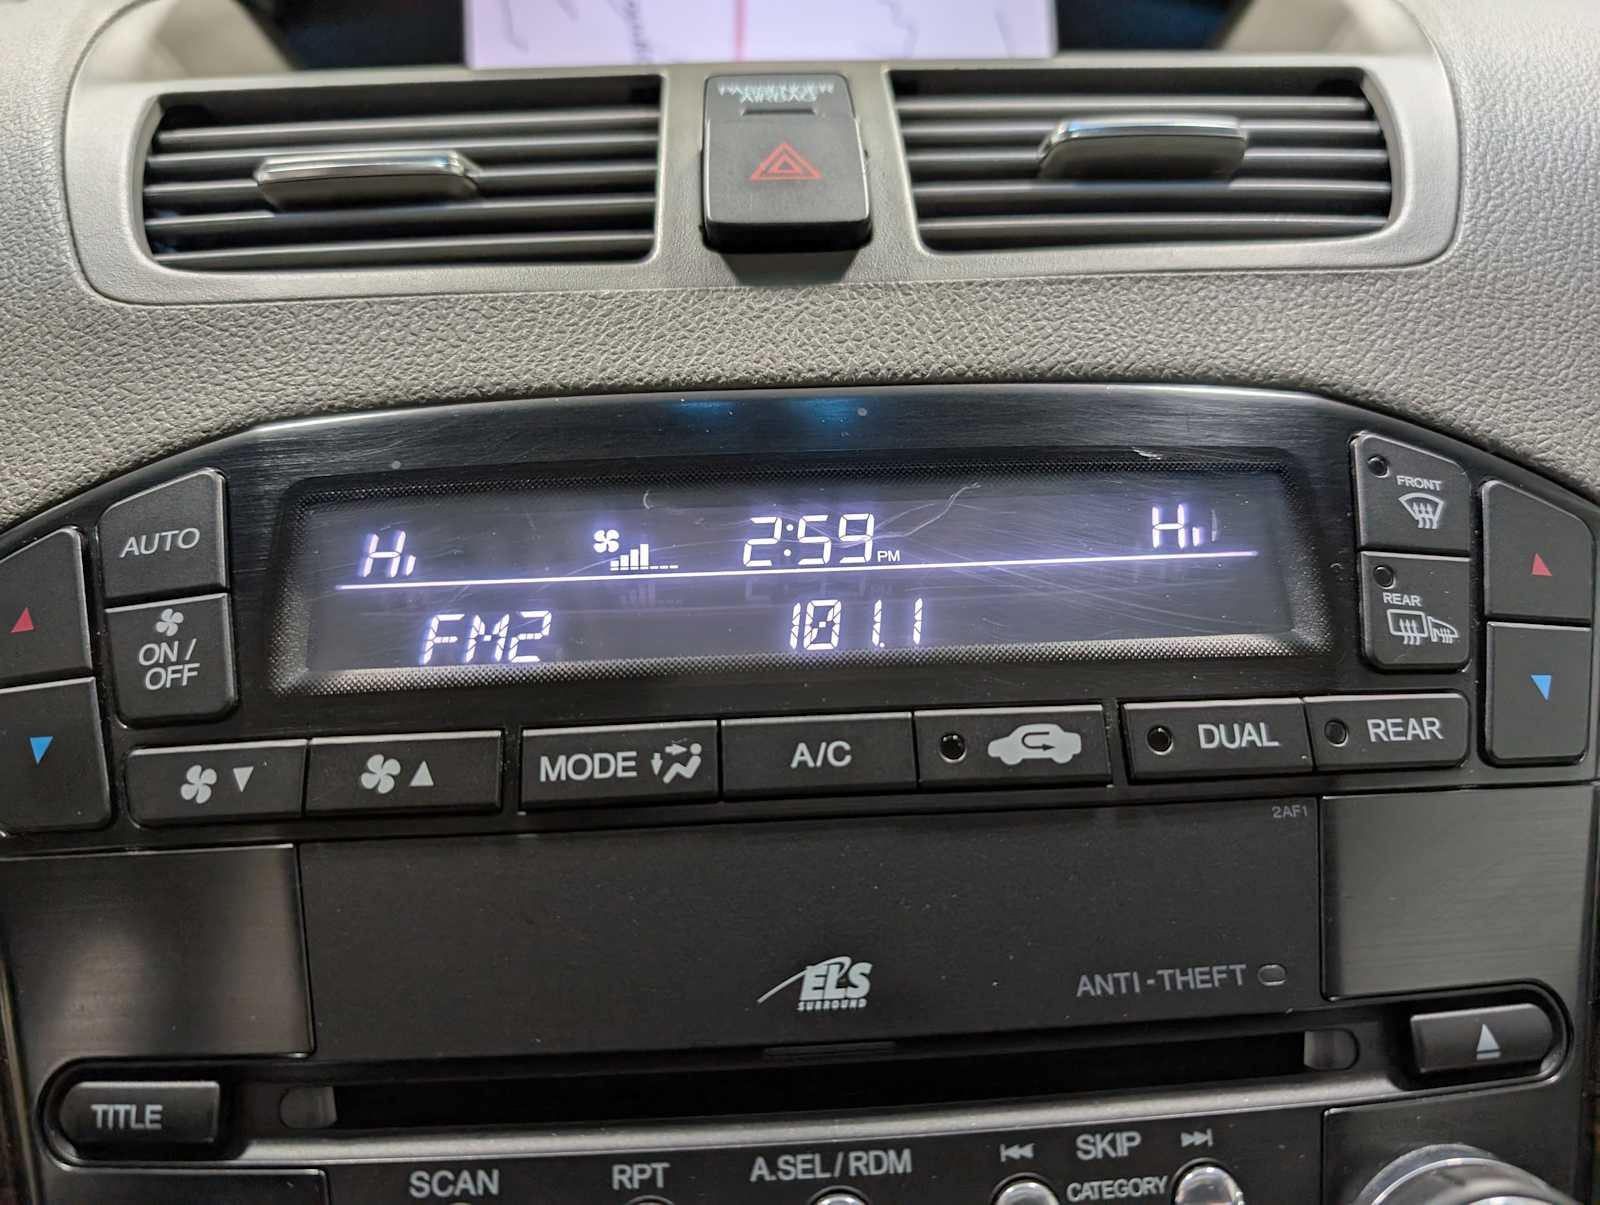 PASSENGER
AIRBAG
FRONT
AUTO
Hi
2:59 PM
Hi
REAR
ON /
OFF
FM2
101.1
MODE
A/C
DUAL
REAR
2AF1
ELS
SURROUND
ANTI-THEFT
TITLE
SCAN
RPT
A.SEL/RDM
SKIP
CATEGORY